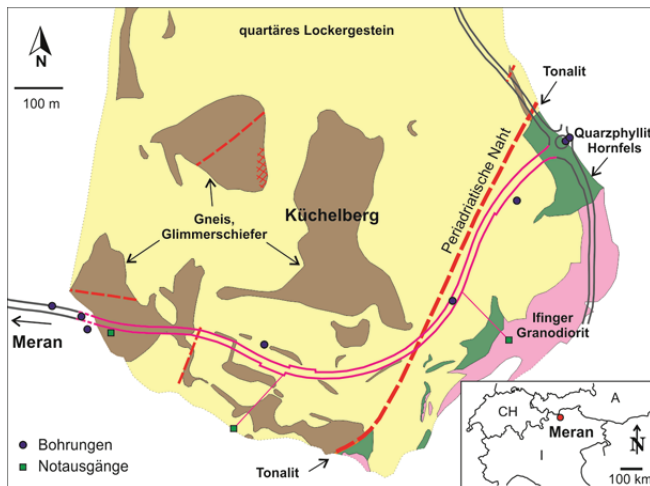 quartäres Lockergestein
N
100 m
Tonalit
Quarzphyllit
Hornfels
Periadriatische Naht
Gneis,
Glimmerschiefer
Küchelberg
Ifinger
Granodiorit
Meran
Bohrungen
Notausgänge
Tonalit
CH
A
Meran
N
I
100 km